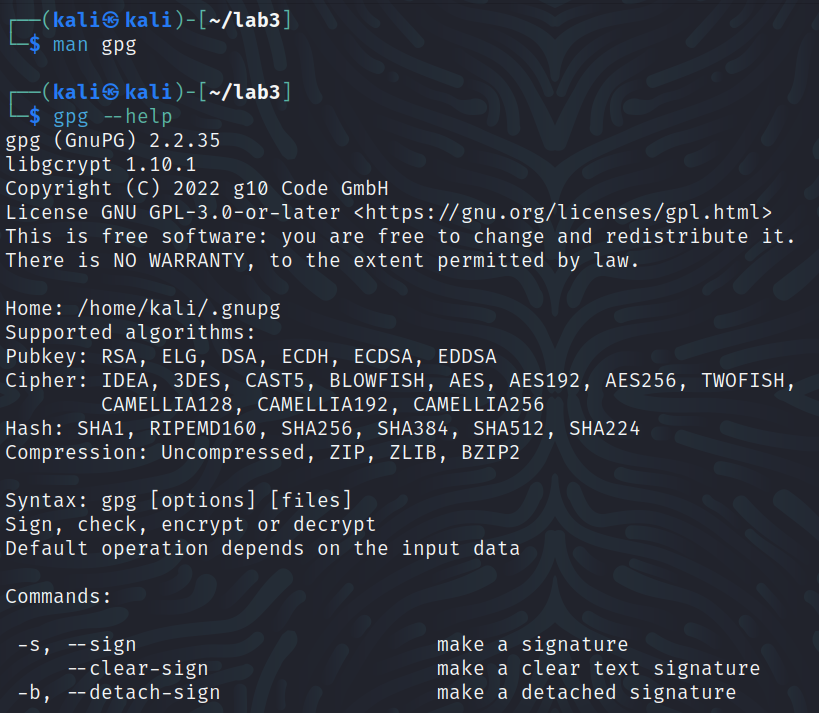 ┌──(kali㉿kali)-[~/lab3]
└─$ man gpg
┌──(kali㉿kali)-[~/lab3]
└─$ gpg --help
gpg (GnuPG) 2.2.35
libgcrypt 1.10.1
Copyright (C) 2022 g10 Code GmbH
License GNU GPL-3.0-or-later <https://gnu.org/licenses/gpl.html>
This is free software: you are free to change and redistribute it.
There is NO WARRANTY, to the extent permitted by law.
Home: /home/kali/.gnupg
Supported algorithms:
Pubkey: RSA, ELG, DSA, ECDH, ECDSA, EDDSA
Cipher: IDEA, 3DES, CAST5, BLOWFISH, AES, AES192, AES256, TWOFISH,
        CAMELLIA128, CAMELLIA192, CAMELLIA256
Hash: SHA1, RIPEMD160, SHA256, SHA384, SHA512, SHA224
Compression: Uncompressed, ZIP, ZLIB, BZIP2
Syntax: gpg [options] [files]
Sign, check, encrypt or decrypt
Default operation depends on the input data
Commands:
 -s, --sign                         make a signature
     --clear-sign                   make a clear text signature
 -b, --detach-sign                  make a detached signature